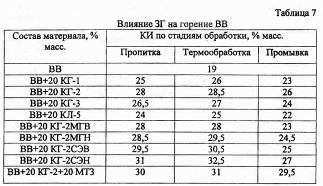 Таблица 7
Влияние ЗГ на горение ВВ
Состав материала, % масс. КИ по стадиям обработки, % масс.
Пропитка Термообработка Промывка
ВВ 19
ВВ+20 КГ-1 25 26 23
ВВ+20 КГ-2 28 28,5 26
ВВ+20 КГ-3 26,5 27 24
ВВ+20 КЛ-5 24 25 22
ВВ+20 КГ-2МГВ 28 28 23
ВВ+20 КГ-2МГН 28,5 29,5 24,5
ВВ+20 КГ-2СЭВ 29,5 30,5 25
ВВ+20 КГ-2СЭН 31 32,5 27
ВВ+20 КГ-2+20 МТЗ 30 31 29,5